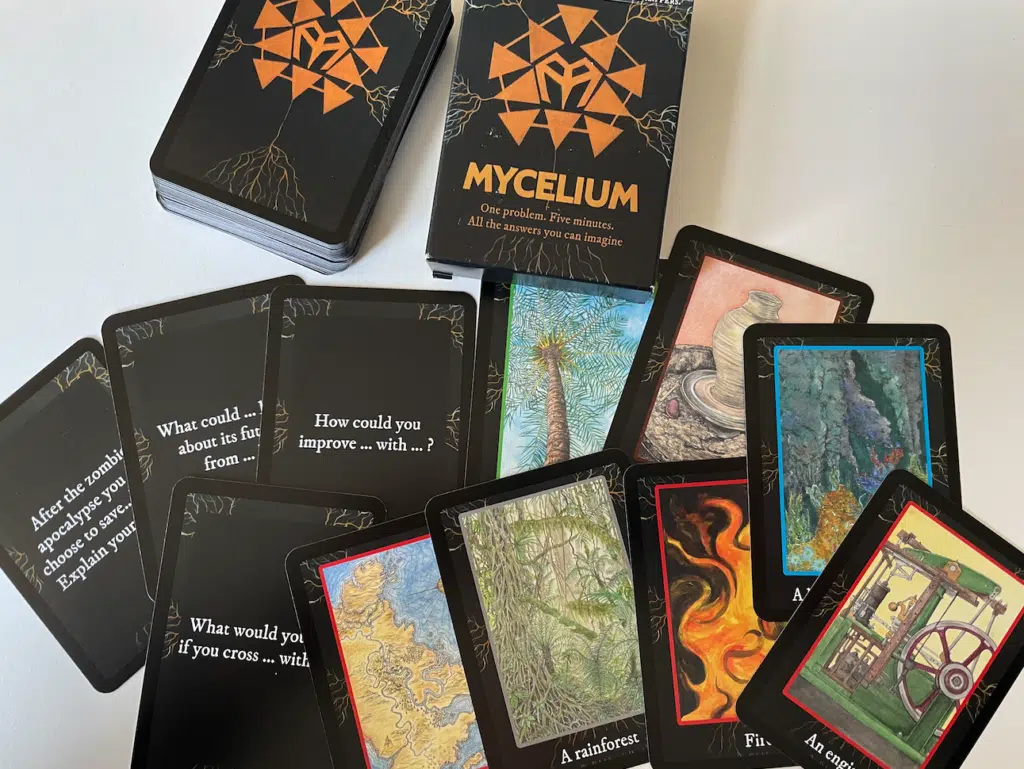 MYCELIUM
One problem. Five minutes.
All the answers you can imagine
What could ...
about its fut
from ...
How could you
improve ... with ... ?
After the zombie
apocalypse you
choose to save...
Explain your
What would you
if you cross ... with
A rainforest
Fire
An engi
A